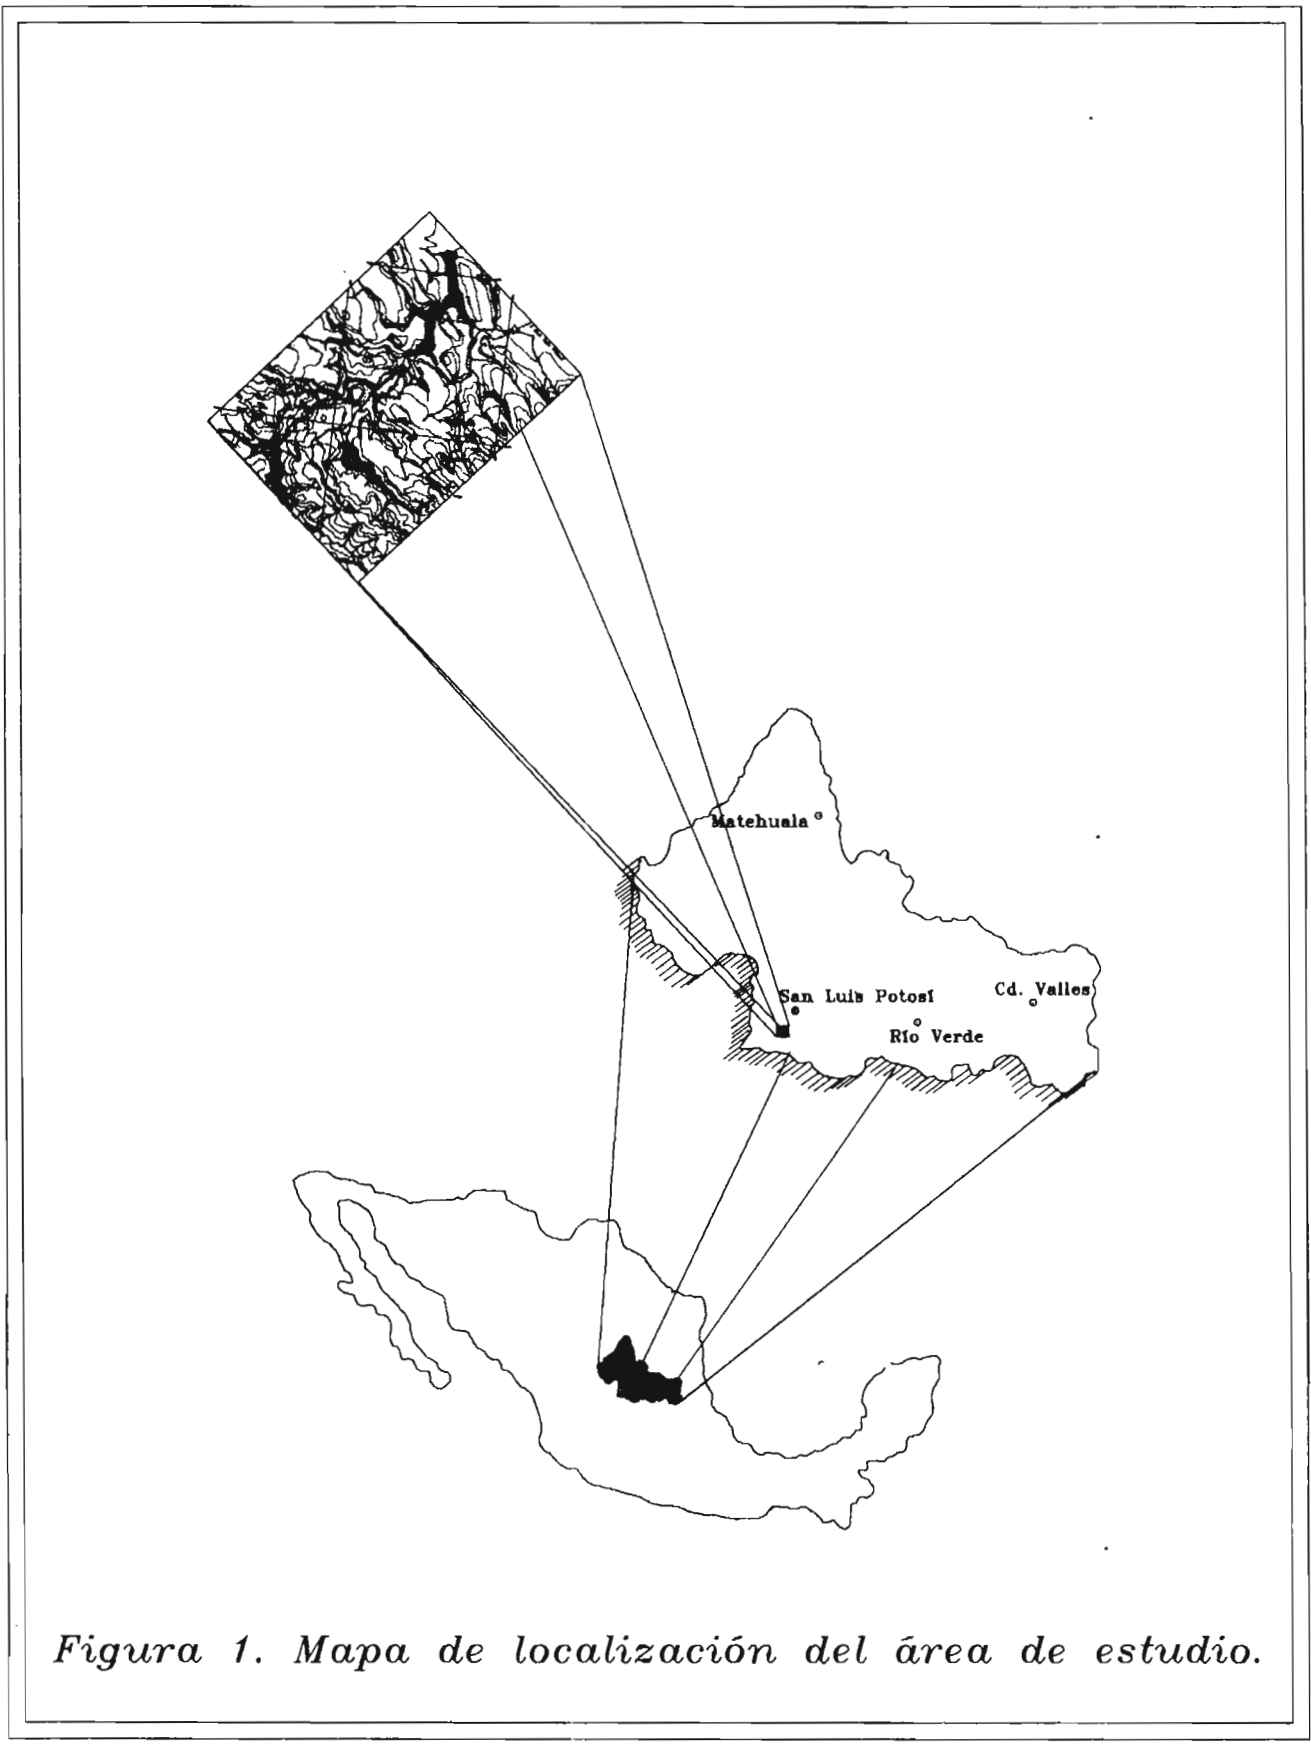 Matehuala
San Luis Potosí
Cd. Valles
Río Verde
Figura 1. Mapa de localización del área de estudio.